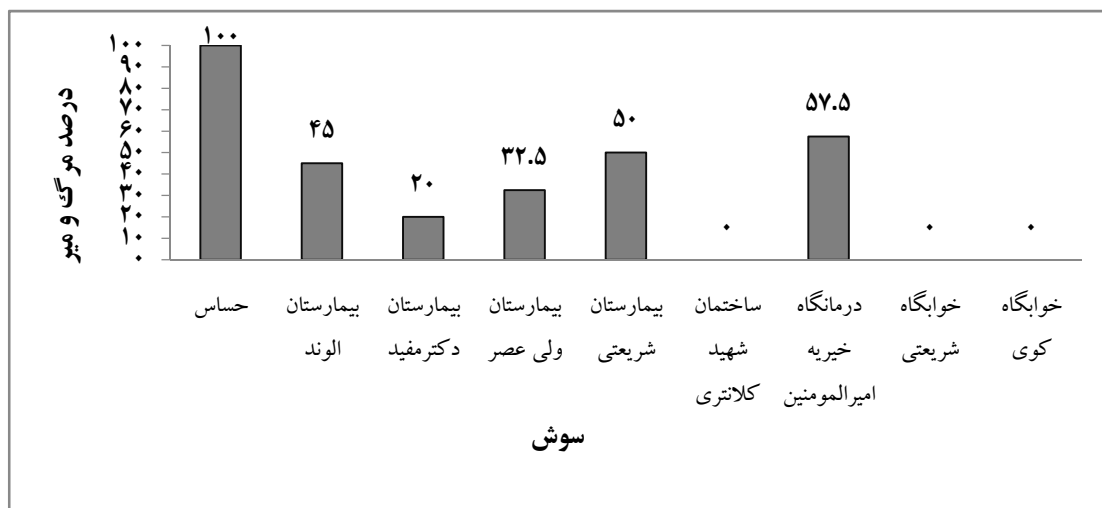 درصد مرگ و میر
۱۰۰
۹۰
۸۰
۷۰
۶۰
۵۰
۴۰
۳۰
۲۰
۱۰
۰
۱۰۰
۴۵
۲۰
۳۲.۵
۵۰
۰
۵۷.۵
۰
۰
حساس
بیمارستان
الوند
بیمارستان
دکترمفید
بیمارستان
ولی عصر
بیمارستان
شریعتی
ساختمان
شهید
کلانتری
درمانگاه
خیریه
امیرالمومنین
خوابگاه
شریعتی
خوابگاه
کوی
سوش